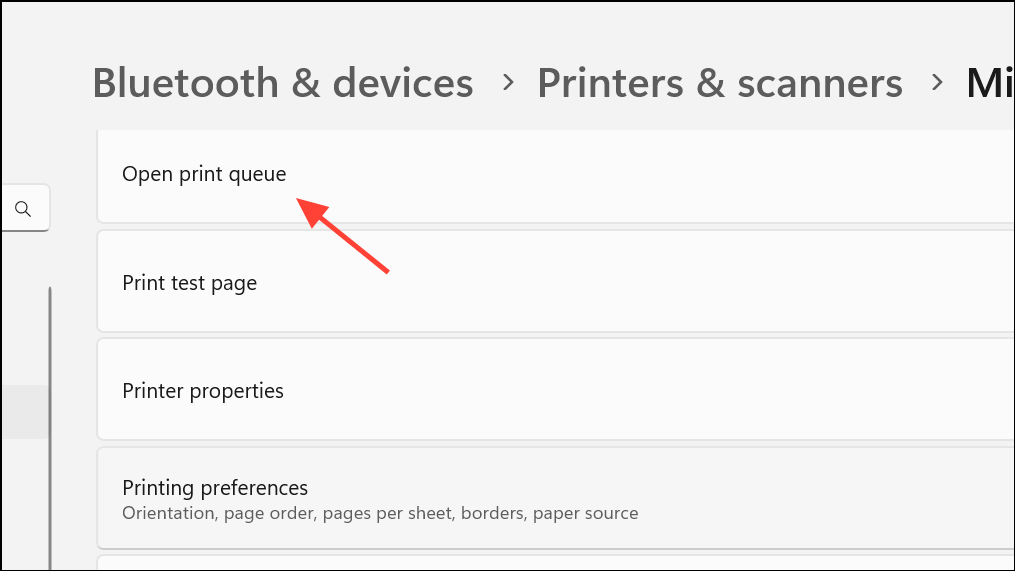 Bluetooth & devices > Printers & scanners > Mi
Open print queue
Print test page
Printer properties
Printing preferences
Orientation, page order, pages per sheet, borders, paper source